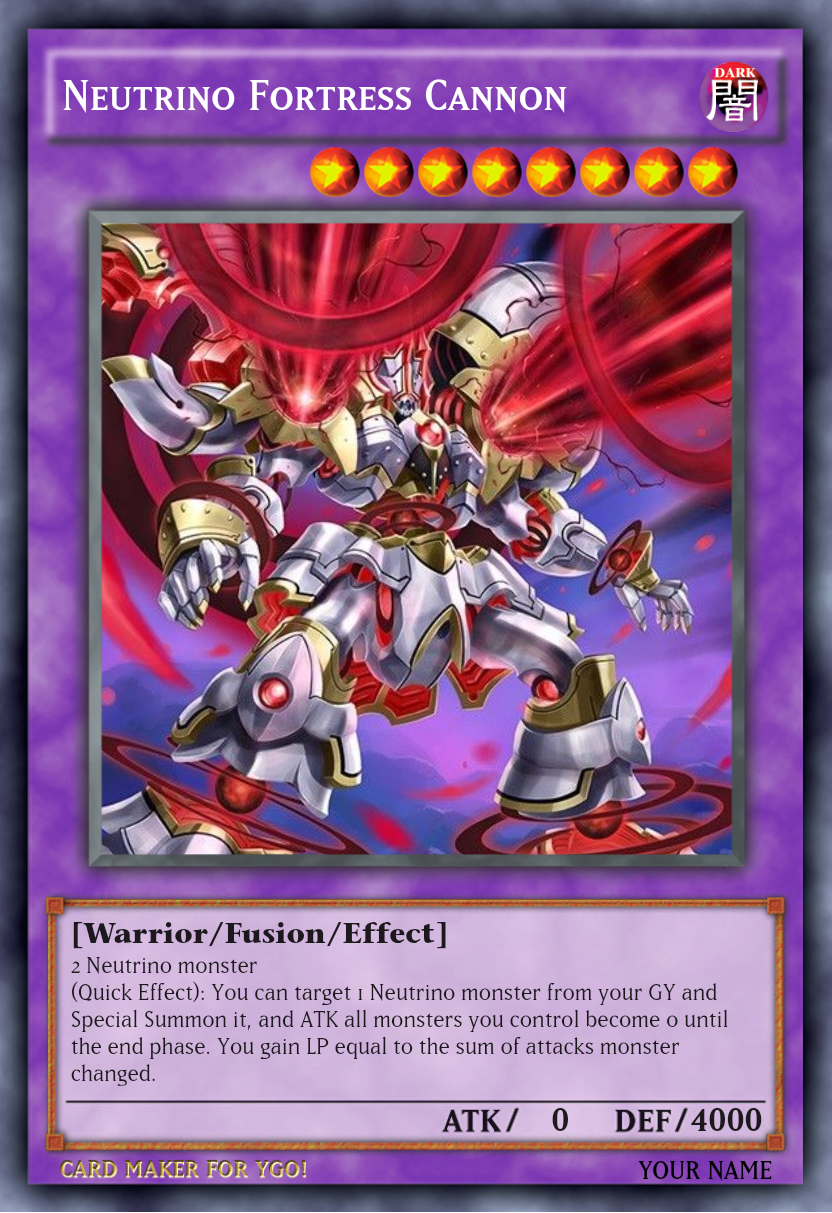 Neutrino Fortress Cannon
DARK
闇
[Warrior/Fusion/Effect]
2 Neutrino monster
(Quick Effect): You can target 1 Neutrino monster from your GY and
Special Summon it, and ATK all monsters you control become 0 until
the end phase. You gain LP equal to the sum of attacks monster
changed.
ATK/ 0 DEF/4000
CARD MAKER FOR YGO! YOUR NAME